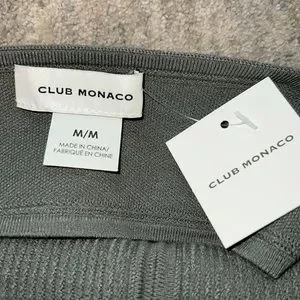 CLUB MONACO
M/M
MADE IN CHINA/
FABRIQUÉ EN CHINE
CLUB MONACO